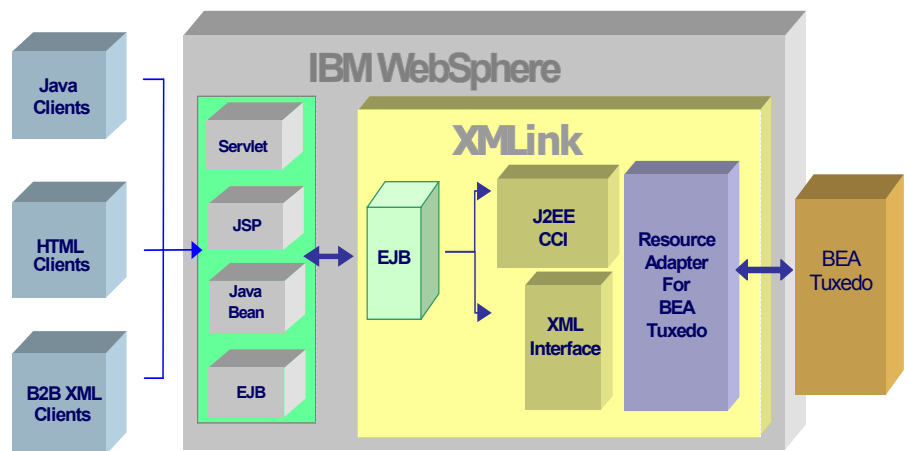 IBM WebSphere
Java
Clients
HTML
Clients
B2B XML
Clients
Servlet
JSP
Java
Bean
EJB
XMLink
EJB
J2EE
CCI
XML
Interface
Resource
Adapter
For
BEA
Tuxedo
BEA
Tuxedo